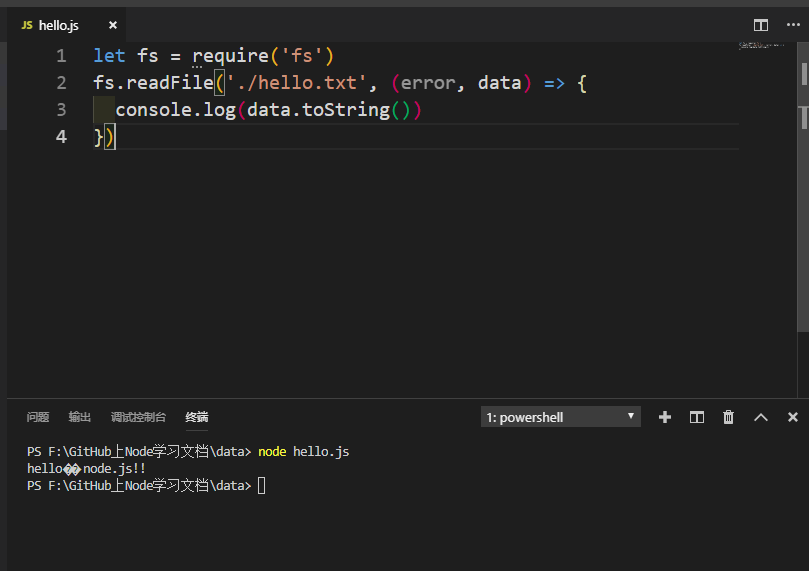 JS hello.js ×
1 let fs = require('fs')
2 fs.readFile('./hello.txt', (error, data) => {
3   console.log(data.toString())
4 })
问题 输出 调试控制台 终端 1: powershell
PS F:\GitHub上Node学习文档\data> node hello.js
hello��node.js!!
PS F:\GitHub上Node学习文档\data>